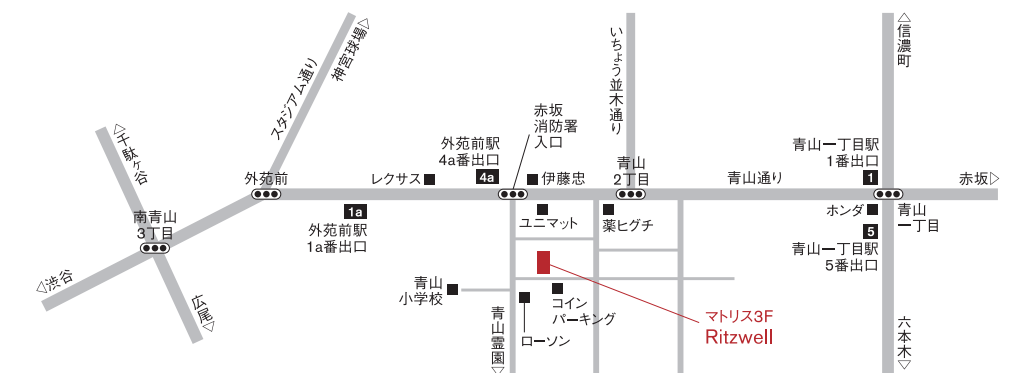 △千駄ヶ谷
南青山
3丁目
◁渋谷
広尾▽
外苑前
スタジアム通り
神宮球場▷
1a
外苑前駅
1a番出口
レクサス
外苑前駅
4a番出口
4a
赤坂
消防署
入口
伊藤忠
ユニマット
いちょう並木通り
青山
2丁目
薬ヒグチ
青山通り
△信濃町
青山一丁目駅
1番出口
1
赤坂▷
ホンダ
青山
一丁目
5
青山一丁目駅
5番出口
六本木▽
青山
小学校
青山霊園▽
ローソン
コイン
パーキング
マトリス3F
Ritzwell